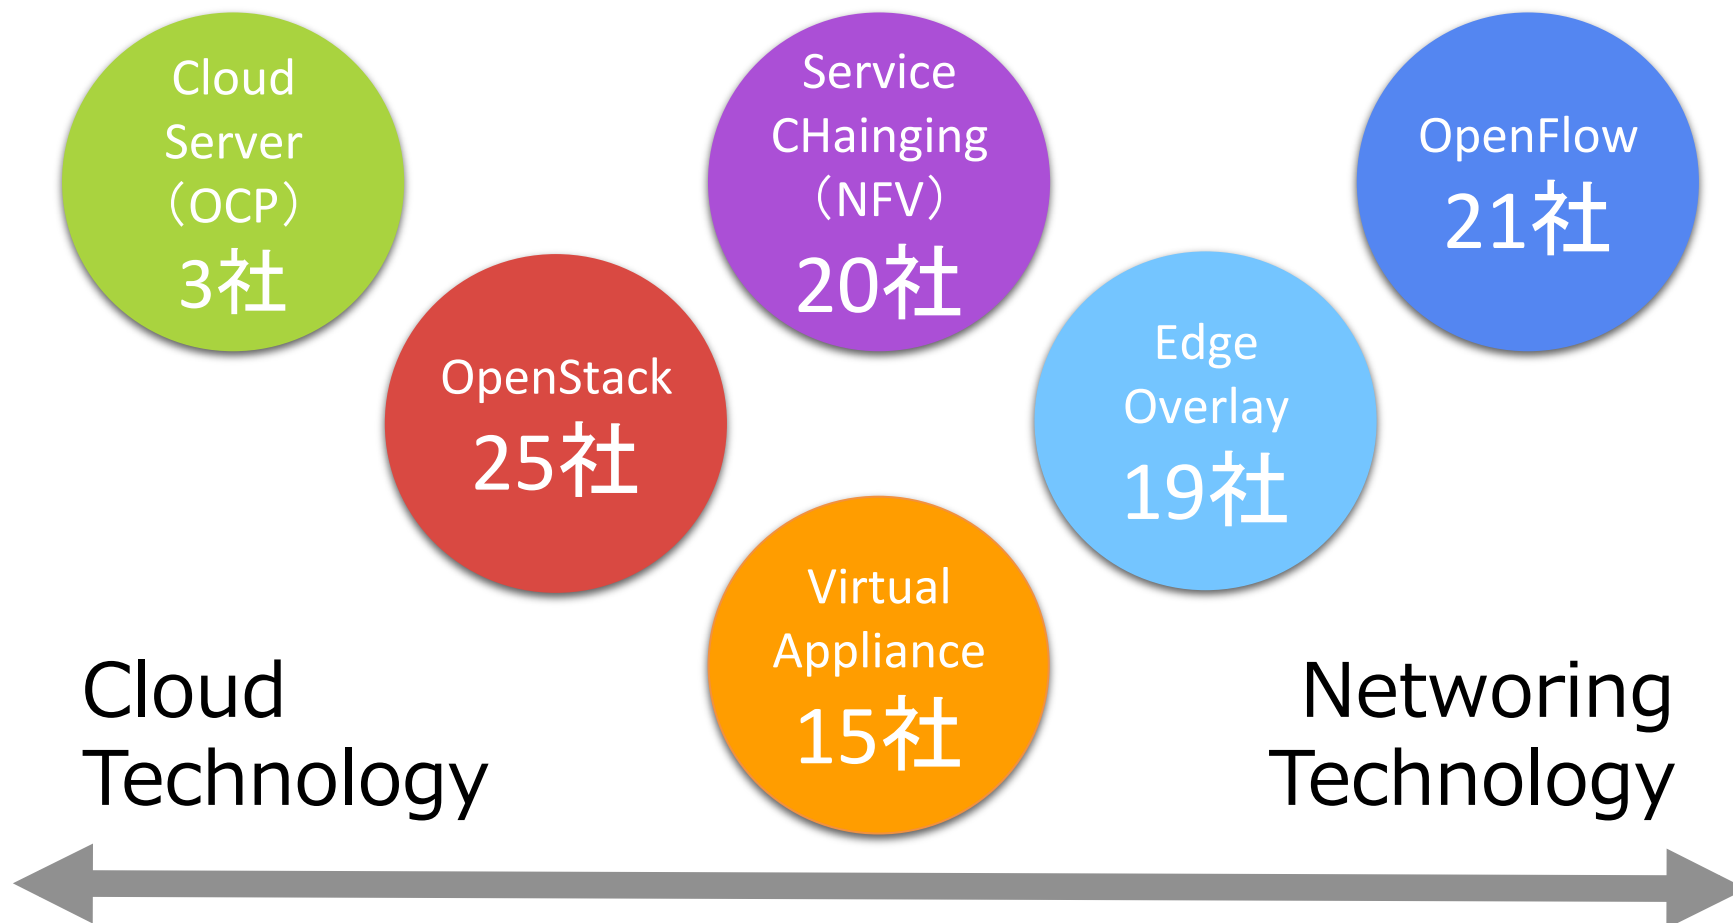 Cloud
Server
（OCP）
3社
Service
CHainging
（NFV）
20社
OpenFlow
21社
OpenStack
25社
Edge
Overlay
19社
Virtual
Appliance
15社
Cloud
Technology
Networing
Technology